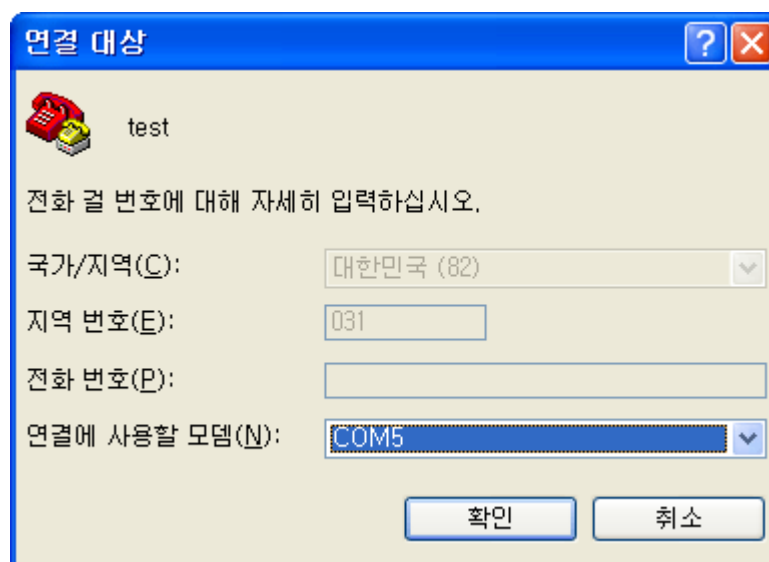 연결 대상
test
전화 걸 번호에 대해 자세히 입력하십시오.
국가/지역(C): 대한민국 (82)
지역 번호(E): 031
전화 번호(P):
연결에 사용할 모뎀(N): COM5
확인 취소